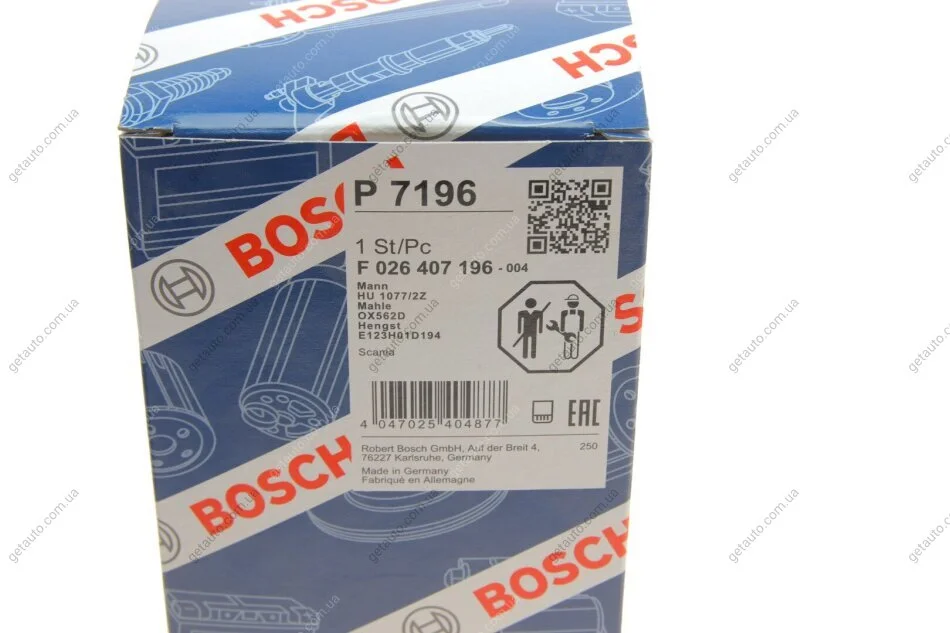 BOSCH
BOSCH
BOSCH
P 7196
1 St/Pc
F 026 407 196 - 004
Mann
HU 1077/2Z
Mahle
OX562D
Hengst
E123H01D194
Scania
4 047025 404877
EAC
Robert Bosch GmbH, Auf der Breit 4,
76227 Karlsruhe, Germany
250
Made in Germany
Fabriqué en Allemagne
BOSCH
BOSCH
getauto.com.ua